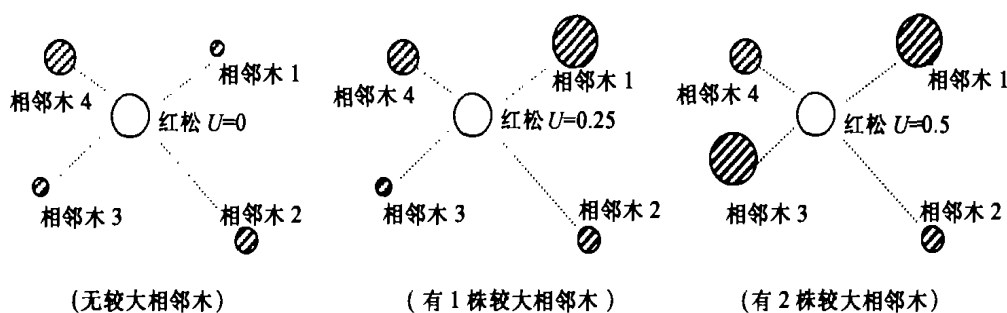 相邻木 4
相邻木 1
红松 U=0
相邻木 3
相邻木 2
(无较大相邻木)
相邻木 4
相邻木 1
红松 U=0.25
相邻木 3
相邻木 2
(有 1 株较大相邻木)
相邻木 4
相邻木 1
红松 U=0.5
相邻木 3
相邻木 2
(有 2 株较大相邻木)